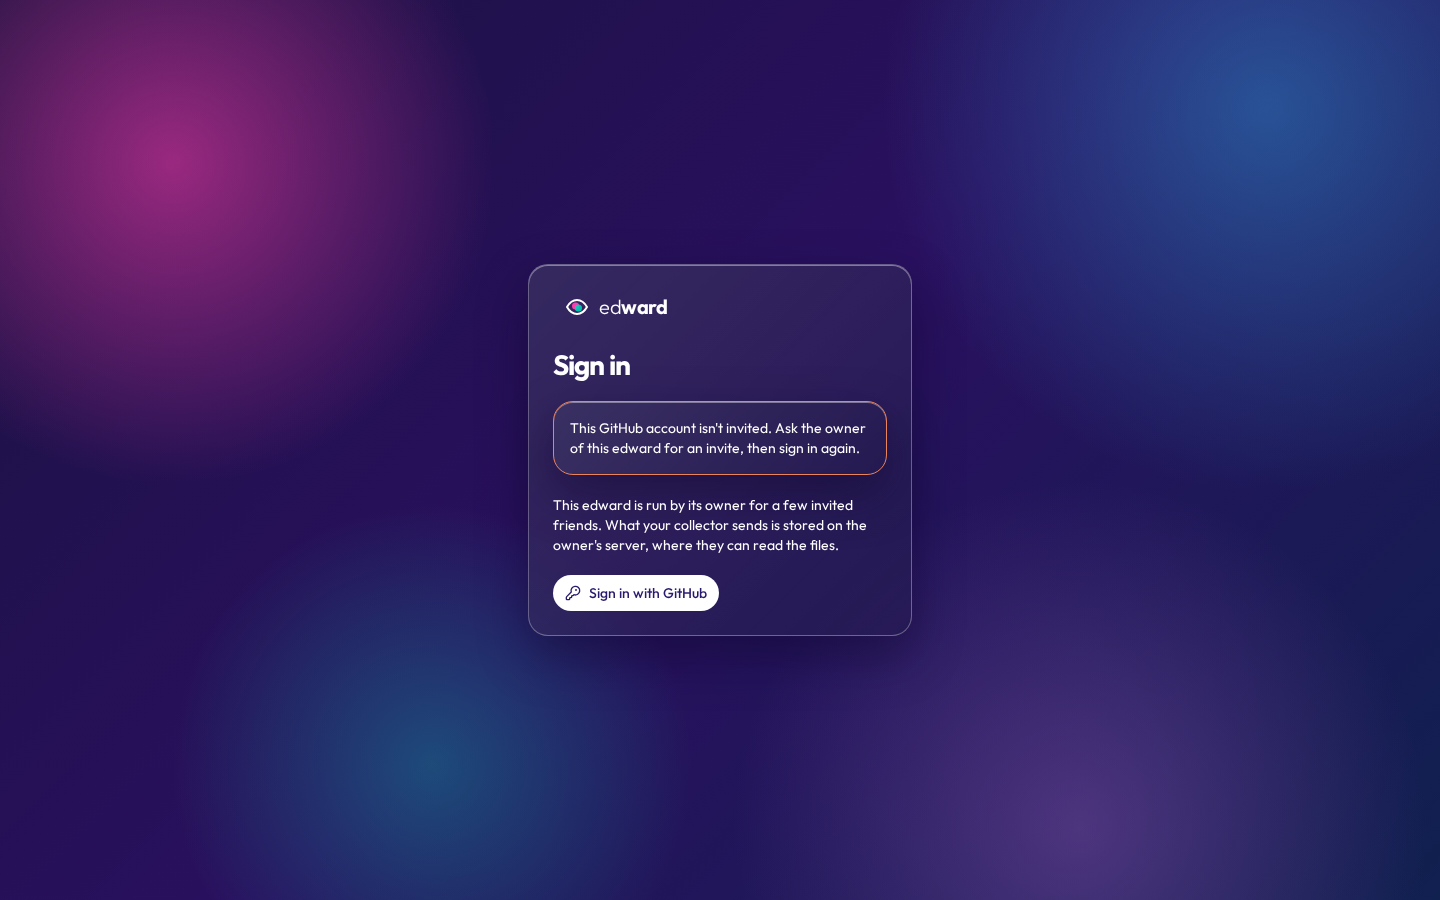 edward
Sign in
This GitHub account isn't invited. Ask the owner
of this edward for an invite, then sign in again.
This edward is run by its owner for a few invited
friends. What your collector sends is stored on the
owner's server, where they can read the files.
Sign in with GitHub